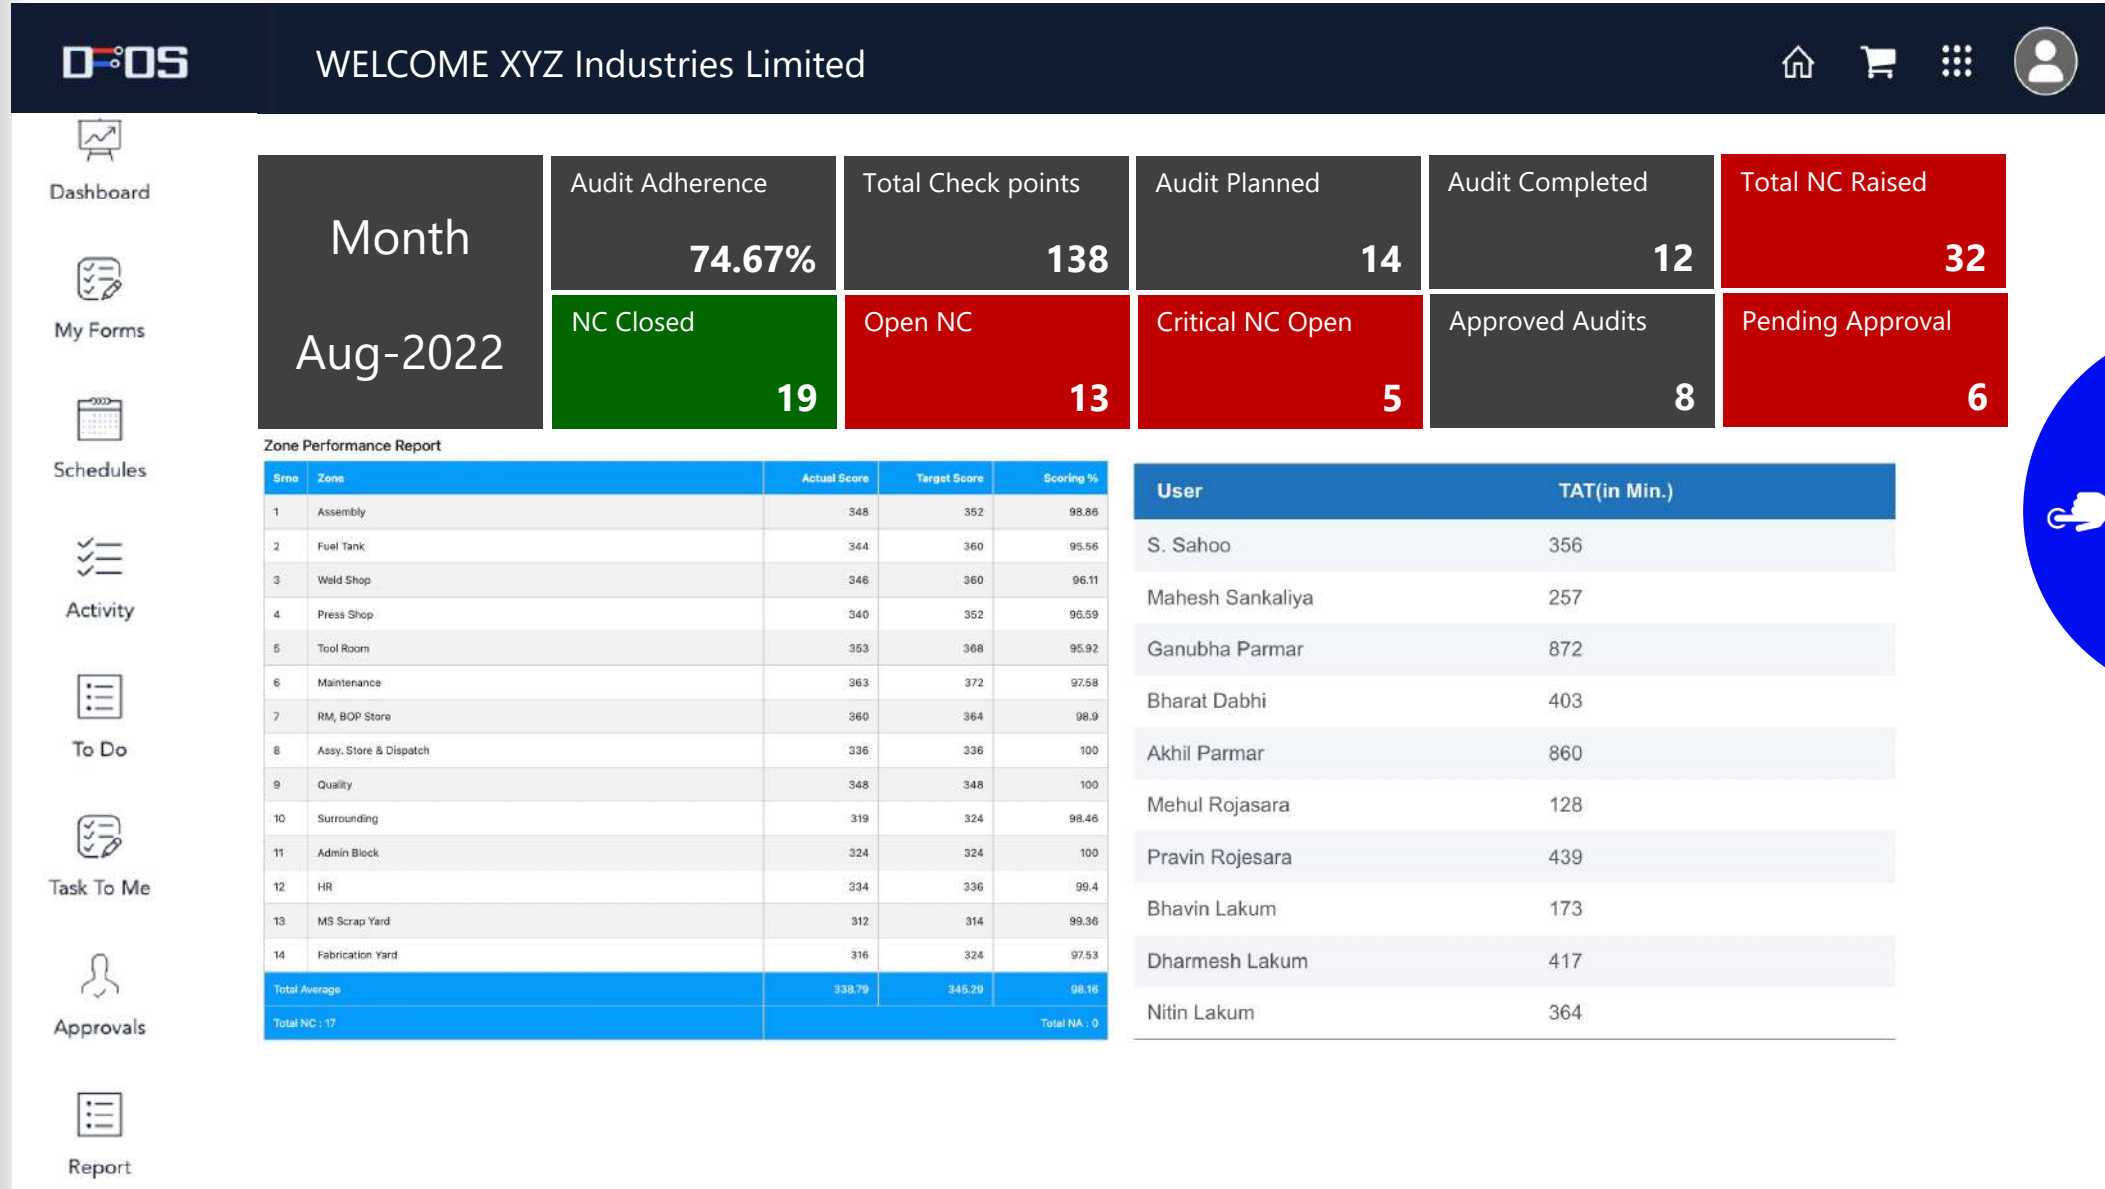 DFOS
WELCOME XYZ Industries Limited
Dashboard
My Forms
Schedules
Activity
To Do
Task To Me
Approvals
Report
Month
Aug-2022
Audit Adherence
74.67%
Total Check points
138
Audit Planned
14
Audit Completed
12
Total NC Raised
32
NC Closed
19
Open NC
13
Critical NC Open
5
Approved Audits
8
Pending Approval
6
Zone Performance Report
Srno Zone Actual Score Target Score Scoring %
1 Assembly 348 352 98.86
2 Fuel Tank 344 360 95.56
3 Weld Shop 346 360 96.11
4 Press Shop 340 352 96.59
5 Tool Room 353 368 95.92
6 Maintenance 363 372 97.58
7 RM, BOP Store 360 364 98.9
8 Assy. Store & Dispatch 336 336 100
9 Quality 348 348 100
10 Surrounding 319 324 98.46
11 Admin Block 324 324 100
12 HR 334 336 99.4
13 MS Scrap Yard 312 314 99.36
14 Fabrication Yard 316 324 97.53
Total Average 338.79 345.29 98.16
Total NC : 17 Total NA : 0
User TAT(in Min.)
S. Sahoo 356
Mahesh Sankaliya 257
Ganubha Parmar 872
Bharat Dabhi 403
Akhil Parmar 860
Mehul Rojasara 128
Pravin Rojesara 439
Bhavin Lakum 173
Dharmesh Lakum 417
Nitin Lakum 364